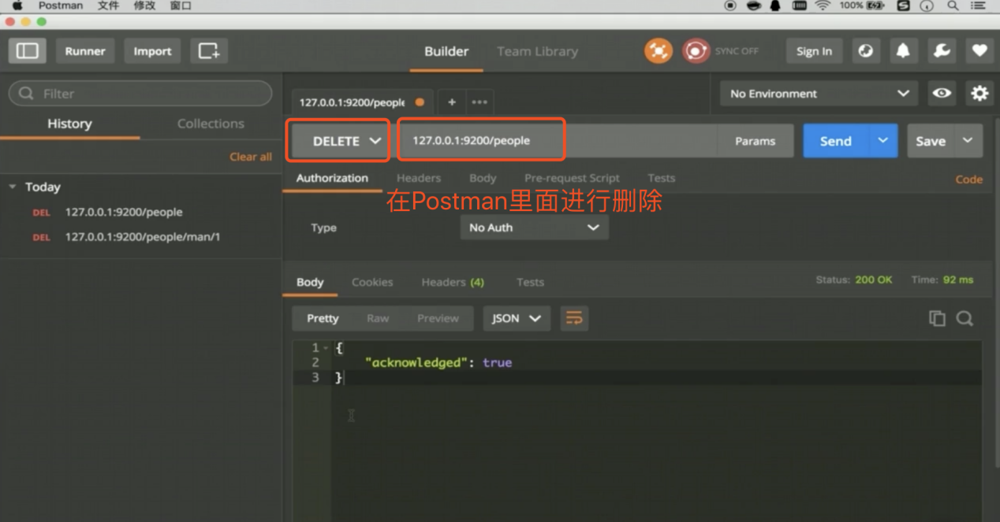 Postman 文件 修改 窗口 100%
Runner Import Builder Team Library SYNC OFF Sign In
Filter
History Collections
Clear all
Today
DEL 127.0.0.1:9200/people
DEL 127.0.0.1:9200/people/man/1
127.0.0.1:9200/people + ••• No Environment
DELETE 127.0.0.1:9200/people Params Send Save
Authorization Headers Body Pre-request Script Tests Code
在Postman里面进行删除
Type No Auth
Body Cookies Headers (4) Tests Status: 200 OK Time: 92 ms
Pretty Raw Preview JSON
1 {
2 "acknowledged": true
3 }